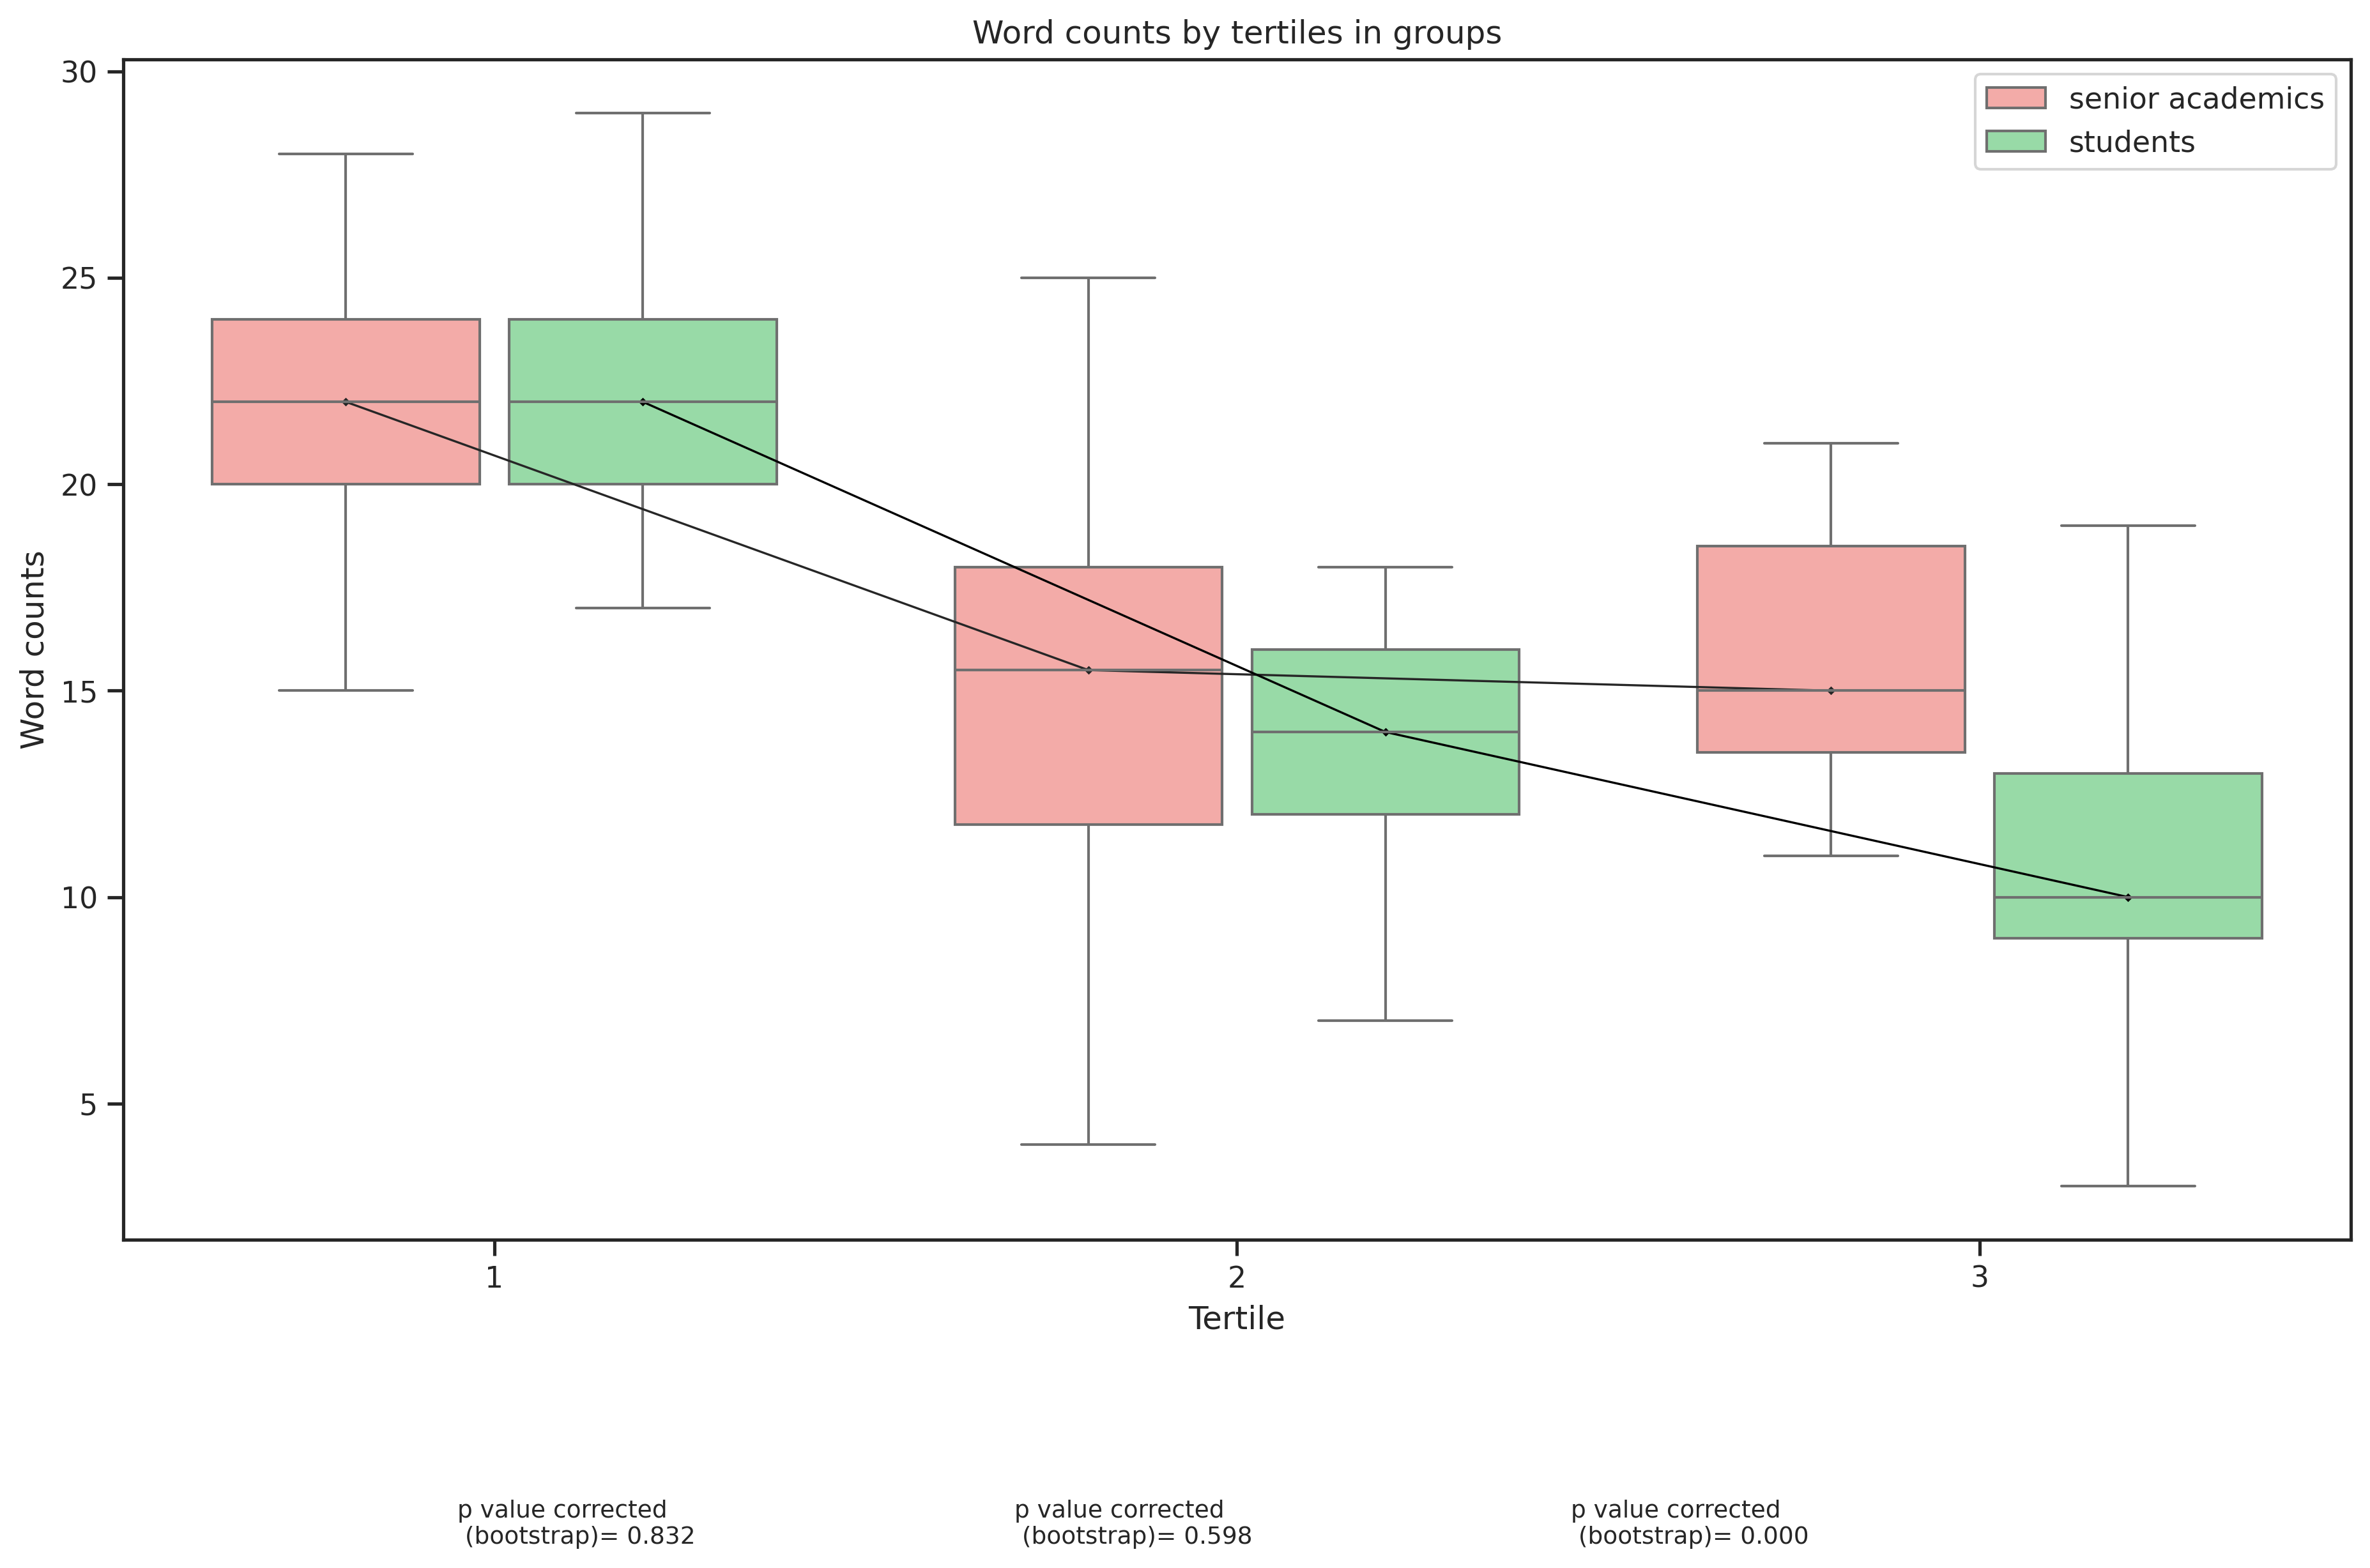 Word counts by tertiles in groups
senior academics
students
Word counts
30
25
20
15
10
5
1
2
3
Tertile
p value corrected
(bootstrap)= 0.832
p value corrected
(bootstrap)= 0.598
p value corrected
(bootstrap)= 0.000